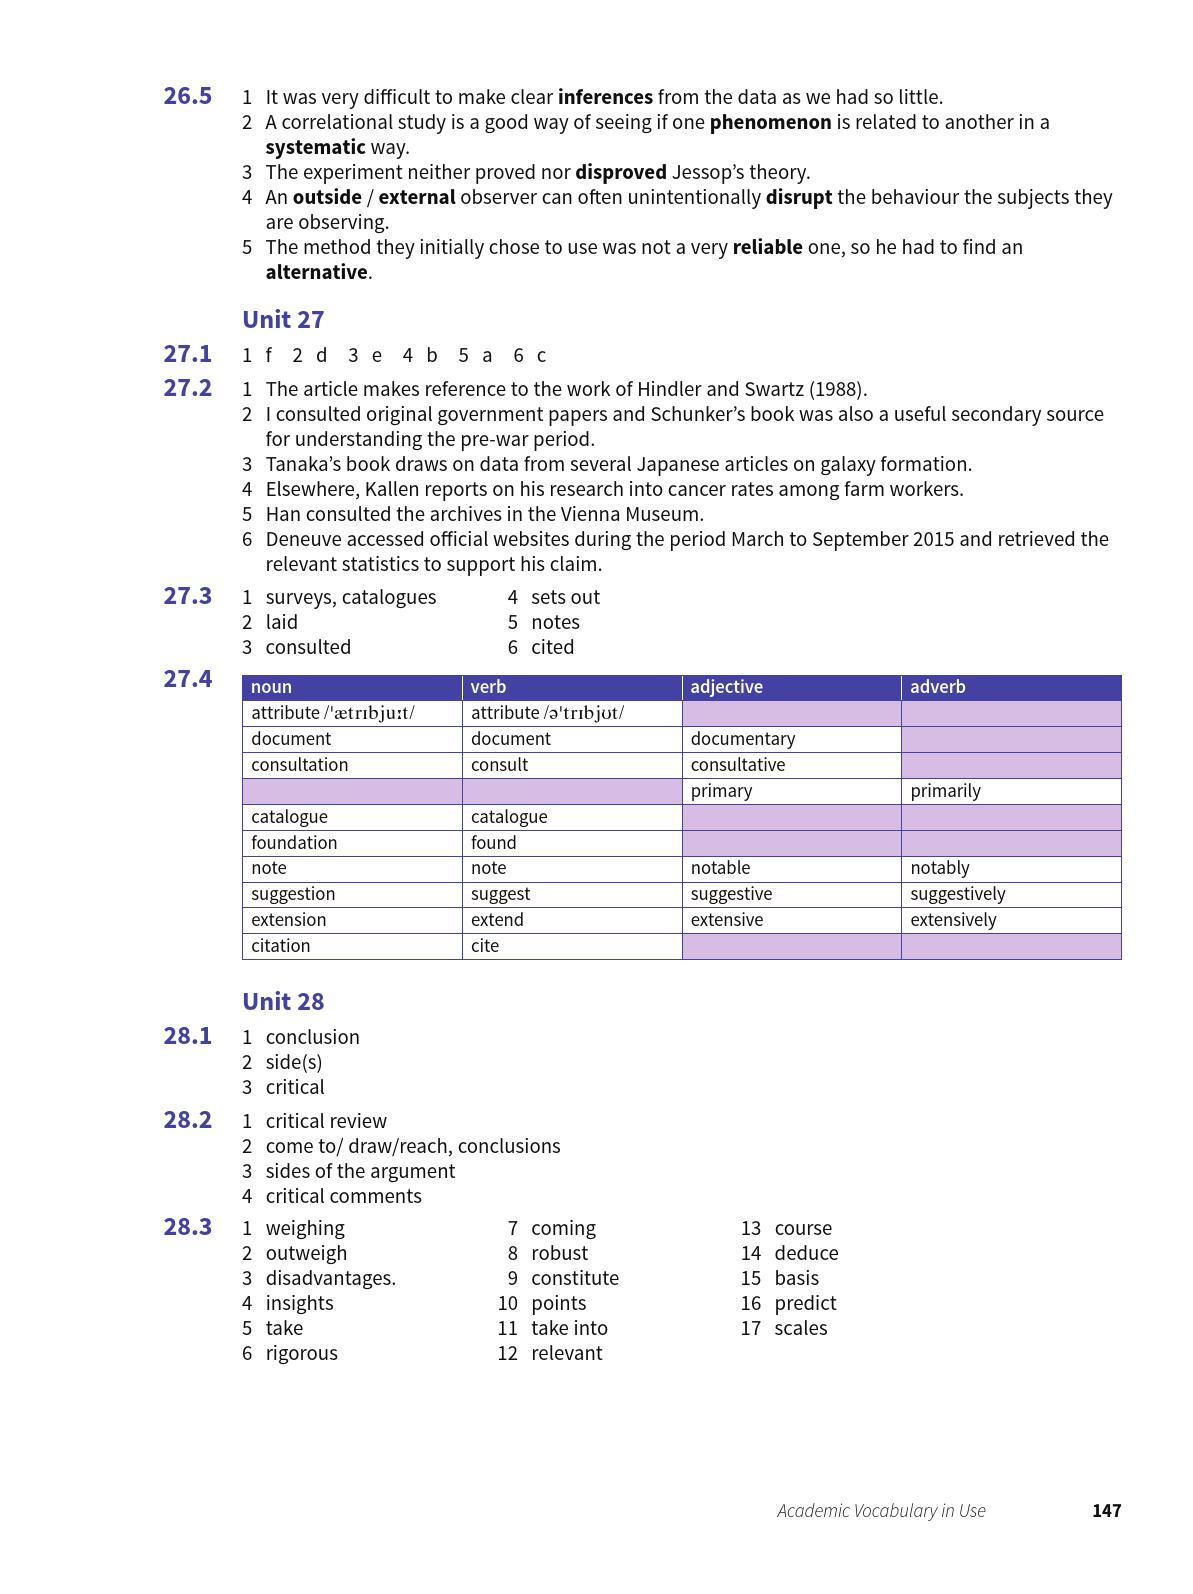 26.5 1 It was very difficult to make clear inferences from the data as we had so little.
2 A correlational study is a good way of seeing if one phenomenon is related to another in a
systematic way.
3 The experiment neither proved nor disproved Jessop’s theory.
4 An outside / external observer can often unintentionally disrupt the behaviour the subjects they
are observing.
5 The method they initially chose to use was not a very reliable one, so he had to find an
alternative.
Unit 27
27.1 1 f 2 d 3 e 4 b 5 a 6 c
27.2 1 The article makes reference to the work of Hindler and Swartz (1988).
2 I consulted original government papers and Schunker’s book was also a useful secondary source
for understanding the pre-war period.
3 Tanaka’s book draws on data from several Japanese articles on galaxy formation.
4 Elsewhere, Kallen reports on his research into cancer rates among farm workers.
5 Han consulted the archives in the Vienna Museum.
6 Deneuve accessed official websites during the period March to September 2015 and retrieved the
relevant statistics to support his claim.
27.3 1 surveys, catalogues 4 sets out
2 laid 5 notes
3 consulted 6 cited
27.4 noun verb adjective adverb
attribute /ˈætrɪbjuːt/ attribute /əˈtrɪbjʊt/
document document documentary
consultation consult consultative
primary primarily
catalogue catalogue
foundation found
note note notable notably
suggestion suggest suggestive suggestively
extension extend extensive extensively
citation cite
Unit 28
28.1 1 conclusion
2 side(s)
3 critical
28.2 1 critical review
2 come to/ draw/reach, conclusions
3 sides of the argument
4 critical comments
28.3 1 weighing 7 coming 13 course
2 outweigh 8 robust 14 deduce
3 disadvantages. 9 constitute 15 basis
4 insights 10 points 16 predict
5 take 11 take into 17 scales
6 rigorous 12 relevant
Academic Vocabulary in Use 147